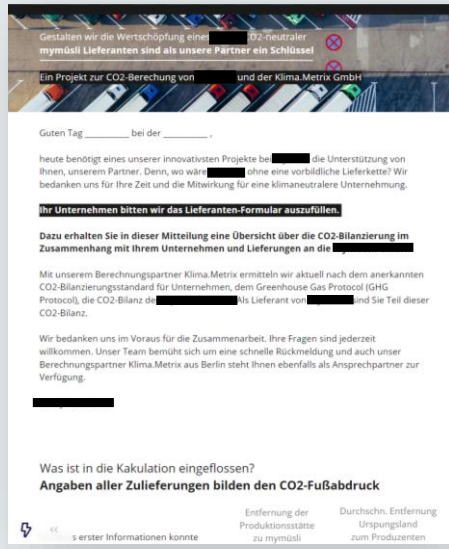 Gestalten wir die Wertschöpfung eines CO2-neutraler
mymüsli Lieferanten sind als unsere Partner ein Schlüssel
Ein Projekt zur CO2-Berechung von und der Klima.Metrix GmbH
Guten Tag __________ bei der __________ ,
heute benötigt eines unserer innovativsten Projekte bei die Unterstützung von
Ihnen, unserem Partner. Denn, wo wäre ohne eine vorbildliche Lieferkette? Wir
bedanken uns für Ihre Zeit und die Mitwirkung für eine klimaneutralere Unternehmung.
Ihr Unternehmen bitten wir das Lieferanten-Formular auszufüllen.
Dazu erhalten Sie in dieser Mitteilung eine Übersicht über die CO2-Bilanzierung im
Zusammenhang mit Ihrem Unternehmen und Lieferungen an die
Mit unserem Berechnungspartner Klima.Metrix ermitteln wir aktuell nach dem anerkannten
CO2-Bilanzierungsstandard für Unternehmen, dem Greenhouse Gas Protocol (GHG
Protocol), die CO2-Bilanz de Als Lieferant von sind Sie Teil dieser
CO2-Bilanz.
Wir bedanken uns im Voraus für die Zusammenarbeit. Ihre Fragen sind jederzeit
willkommen. Unser Team bemüht sich um eine schnelle Rückmeldung und auch unser
Berechnungspartner Klima.Metrix aus Berlin steht Ihnen ebenfalls als Ansprechpartner zur
Verfügung.
Was ist in die Kakulation eingeflossen?
Angaben aller Zulieferungen bilden den CO2-Fußabdruck
Entfernung der
Produktionsstätte
zu mymüsli
Durchschn. Entfernung
Urspungsland
zum Produzenten
s erster Informationen konnte